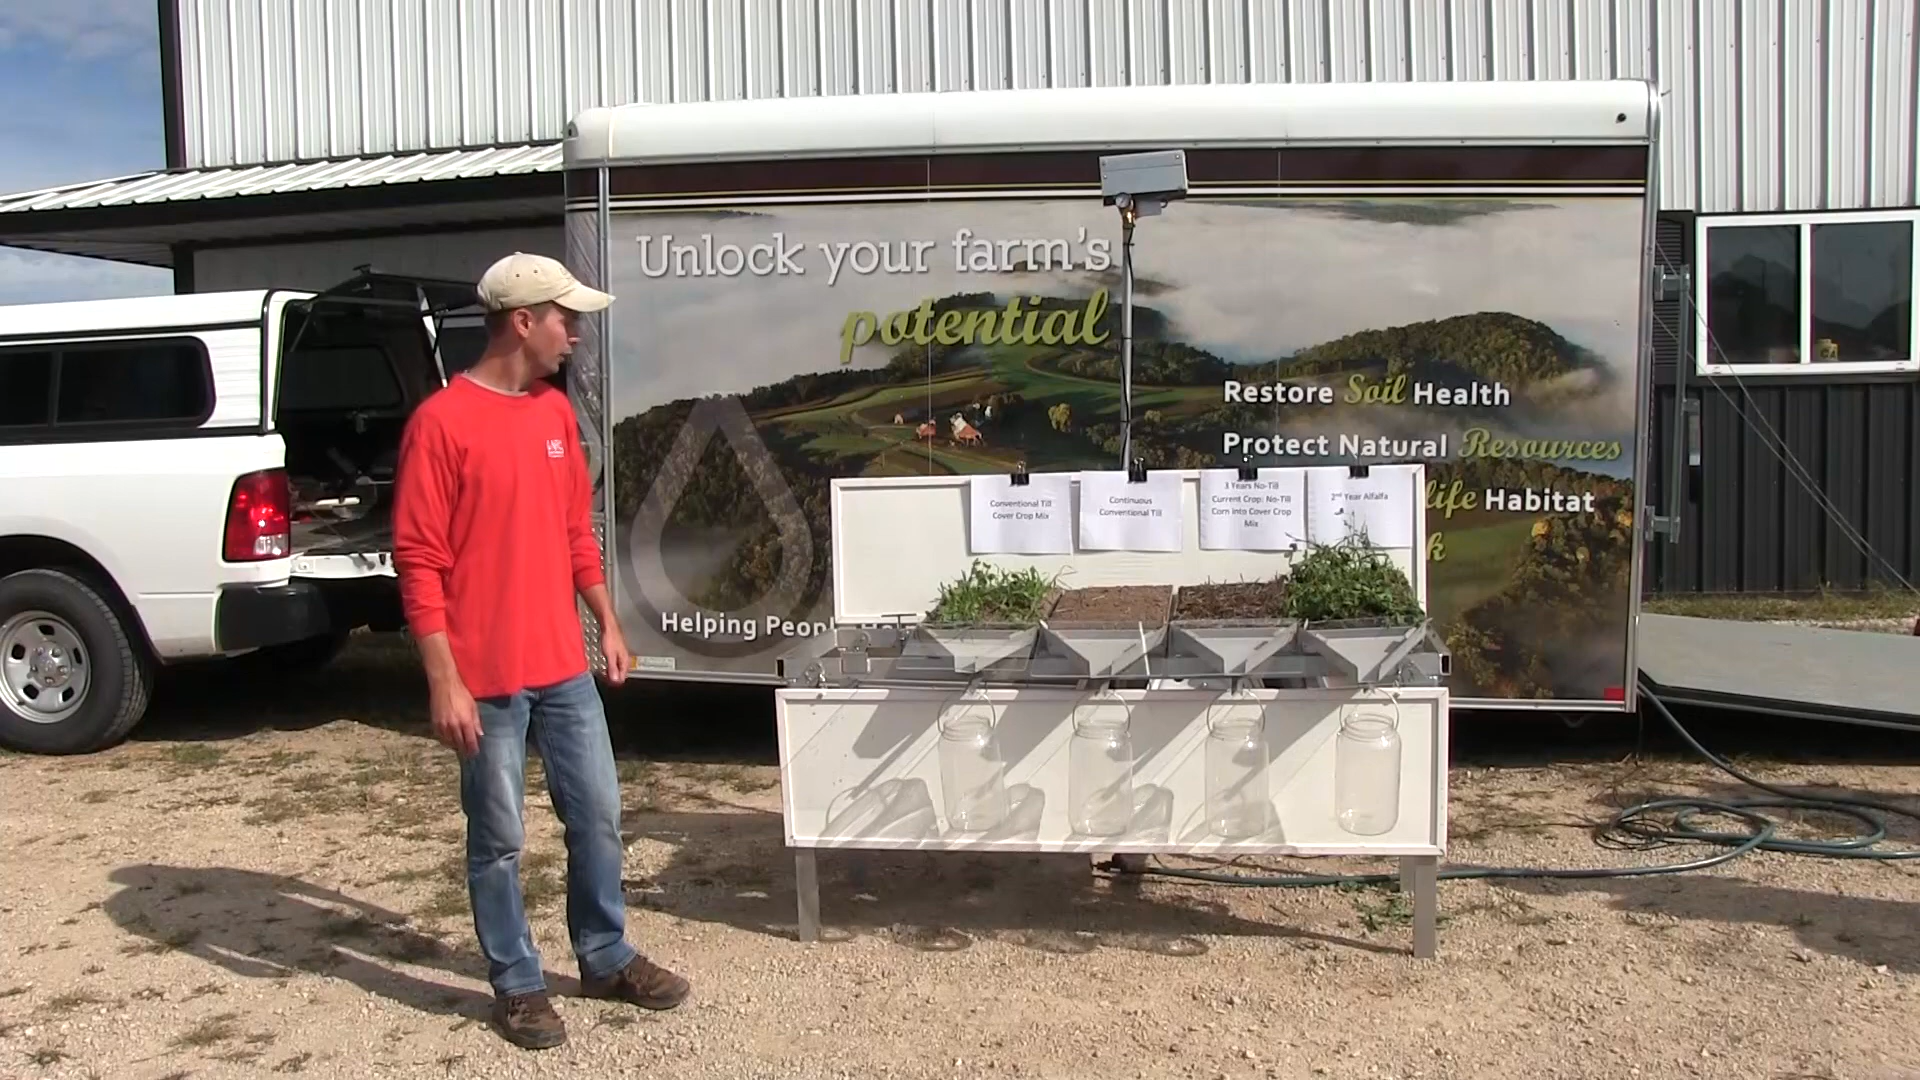 Unlock your farm's
potential
Restore Soil Health
Protect Natural Resources
life Habitat
k
Conventional Till
Cover Crop Mix
Continuous
Conventional Till
3 Years No-Till
Current Crop: No-Till
Corn into Cover Crop
Mix
2nd Year Alfalfa
Helping People